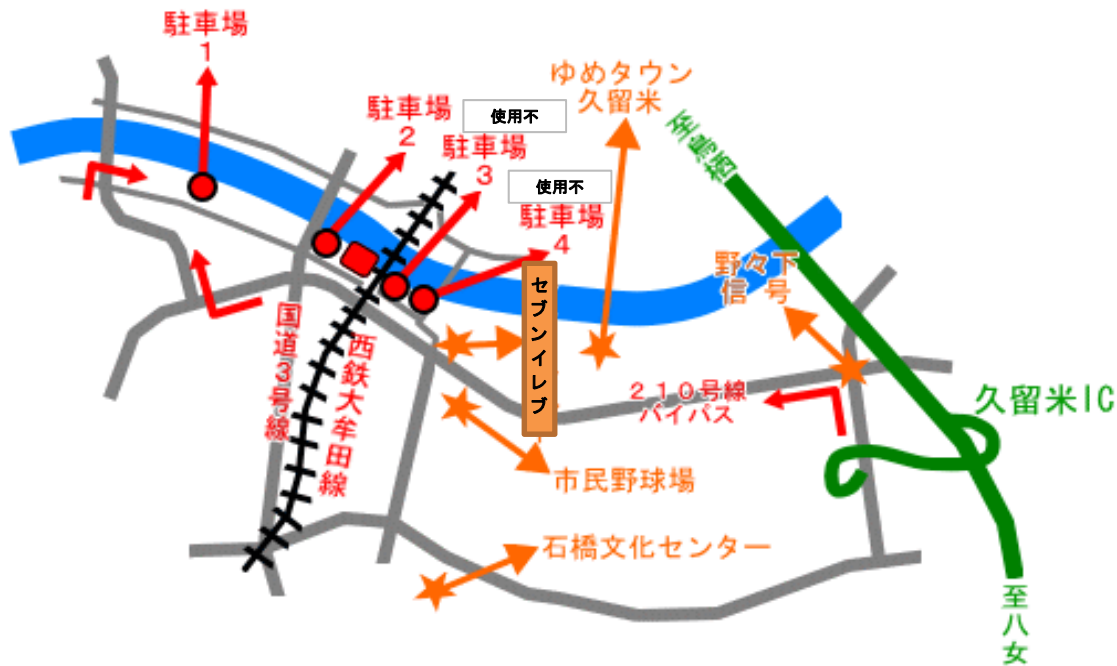 駐車場
1
ゆめタウン
久留米
駐車場
2
使用不
至鳥栖
駐車場
3
使用不
駐車場
4
野々下
信号
セブンイレブ
国道3号線
西鉄大牟田線
210号線
バイパス
久留米IC
市民野球場
石橋文化センター
至八女